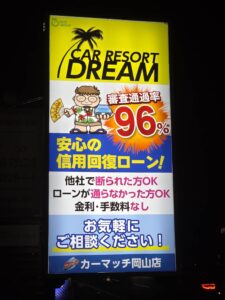 CAR RESORT
DREAM
審査通過率
96%
安心の
信用回復ローン!
他社で断られた方OK
ローンが通らなかった方OK
金利・手数料なし
お気軽に
ご相談ください!
カーマッチ岡山店